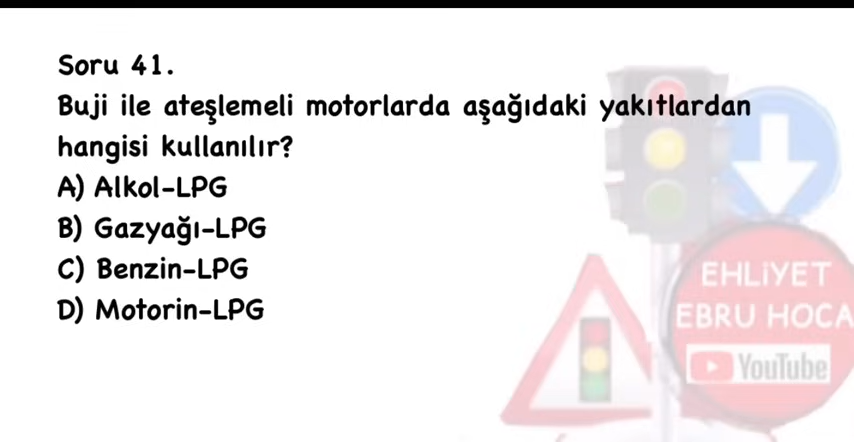 Soru 41.
Buji ile ateşlemeli motorlarda aşağıdaki yakıtlardan
hangisi kullanılır?
A) Alkol-LPG
B) Gazyağı-LPG
C) Benzin-LPG
D) Motorin-LPG
EHLİYET
EBRU HOCA
YouTube